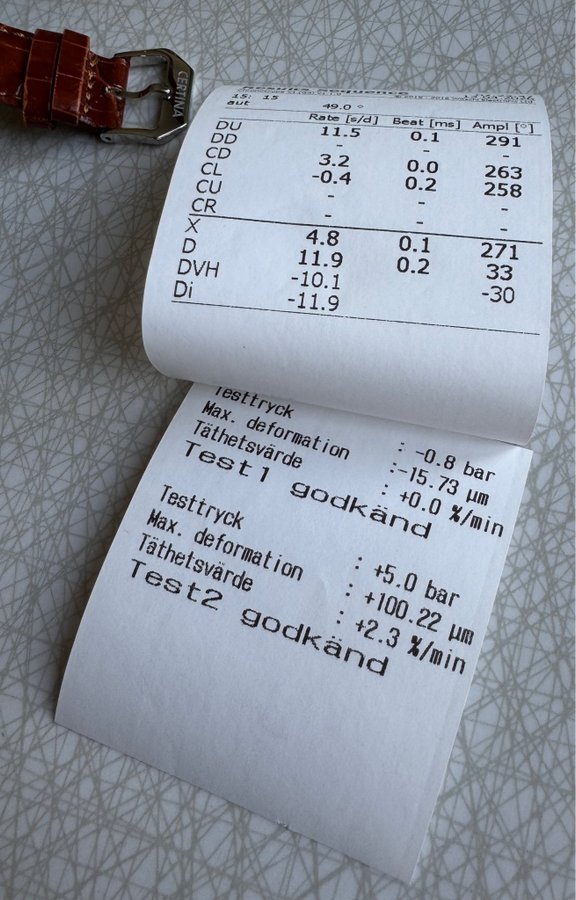 CERTINA
Sequence
15: 15
aut 49.0 °
Rate [s/d] Beat [ms] Ampl [°]
DU 11.5 0.1 291
DD - - -
CD 3.2 0.0 263
CL -0.4 0.2 258
CU - - -
CR - - -
X 4.8 0.1 271
D 11.9 0.2 33
DVH -10.1 -30
Di -11.9
Testtryck : -0.8 bar
Max. deformation :-15.73 µm
Täthetsvärde : +0.0 %/min
Test1 godkänd
Testtryck : +5.0 bar
Max. deformation : +100.22 µm
Täthetsvärde : +2.3 %/min
Test2 godkänd